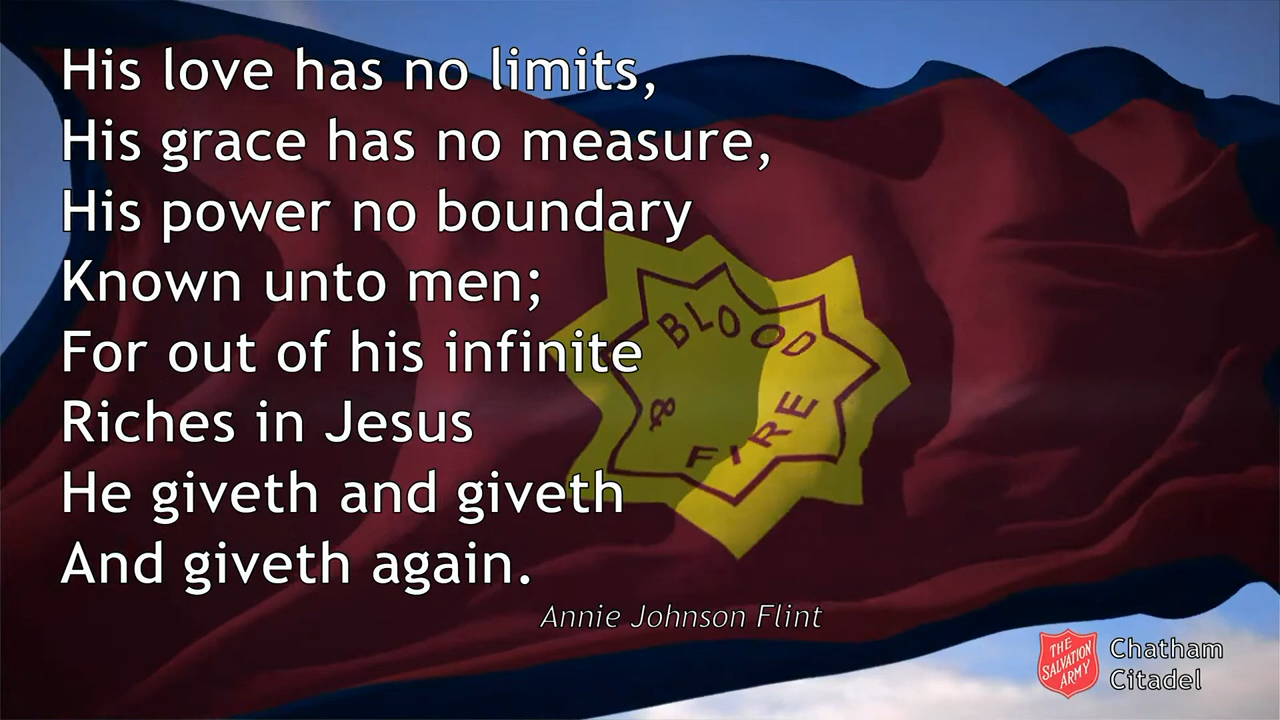 His love has no limits,
His grace has no measure,
His power no boundary
Known unto men;
For out of his infinite
Riches in Jesus
He giveth and giveth
And giveth again.
Annie Johnson Flint
BLOOD
&
FIRE
THE
SALVATION
ARMY
Chatham
Citadel